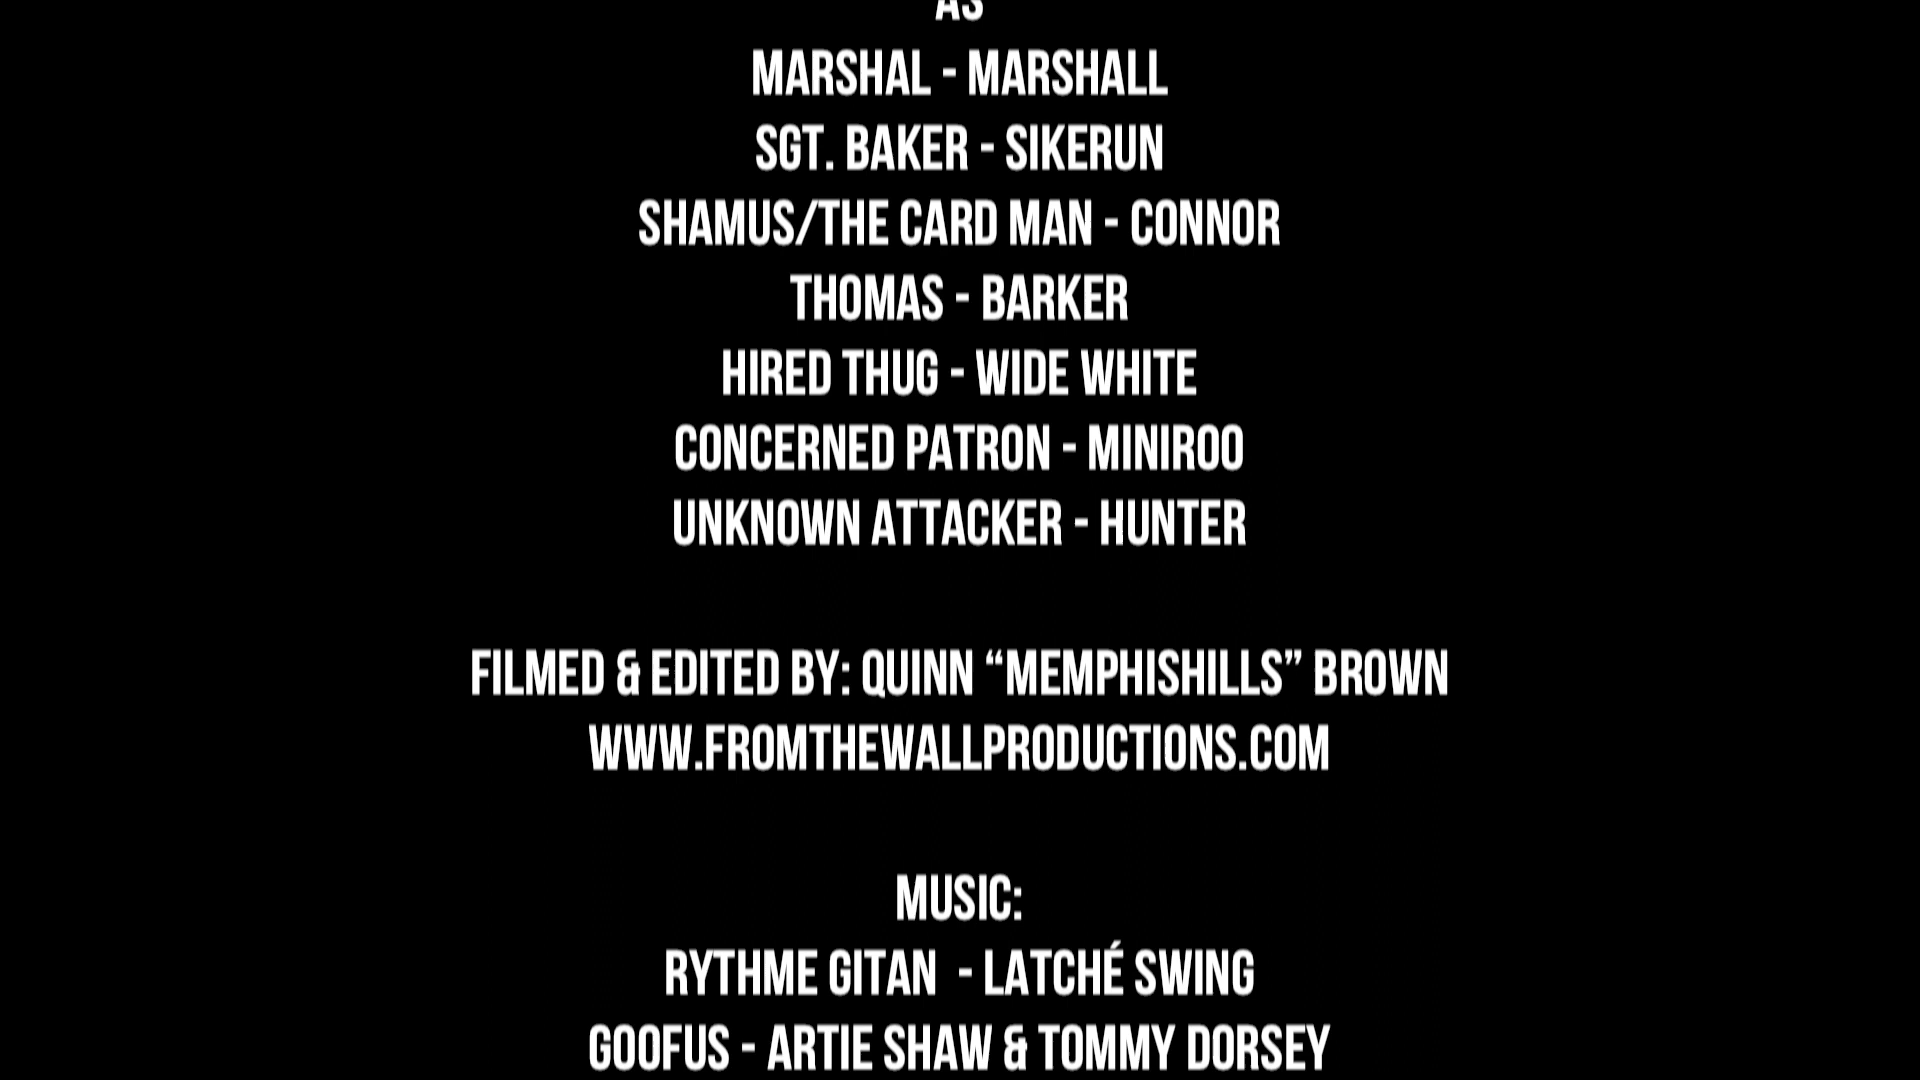 AS
MARSHAL - MARSHALL
SGT. BAKER - SIKERUN
SHAMUS/THE CARD MAN - CONNOR
THOMAS - BARKER
HIRED THUG - WIDE WHITE
CONCERNED PATRON - MINIROO
UNKNOWN ATTACKER - HUNTER
FILMED & EDITED BY: QUINN “MEMPHISHILLS” BROWN
WWW.FROMTHEWALLPRODUCTIONS.COM
MUSIC:
RYTHME GITAN  - LATCHÉ SWING
GOOFUS - ARTIE SHAW & TOMMY DORSEY